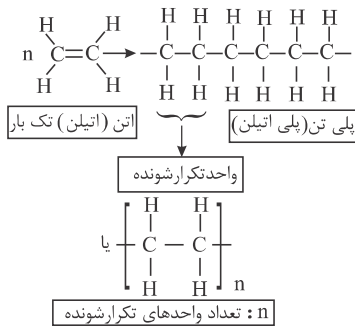 H H H H H H H H
n C=C → —C—C—C—C—C—C—
H H H H H H H H
اتن (اتیلن) تک بار
پلی تن(پلی اتیلن)
واحدتکرارشونده
H H
یا —[C — C]— n
H H
n : تعداد واحدهای تکرارشونده